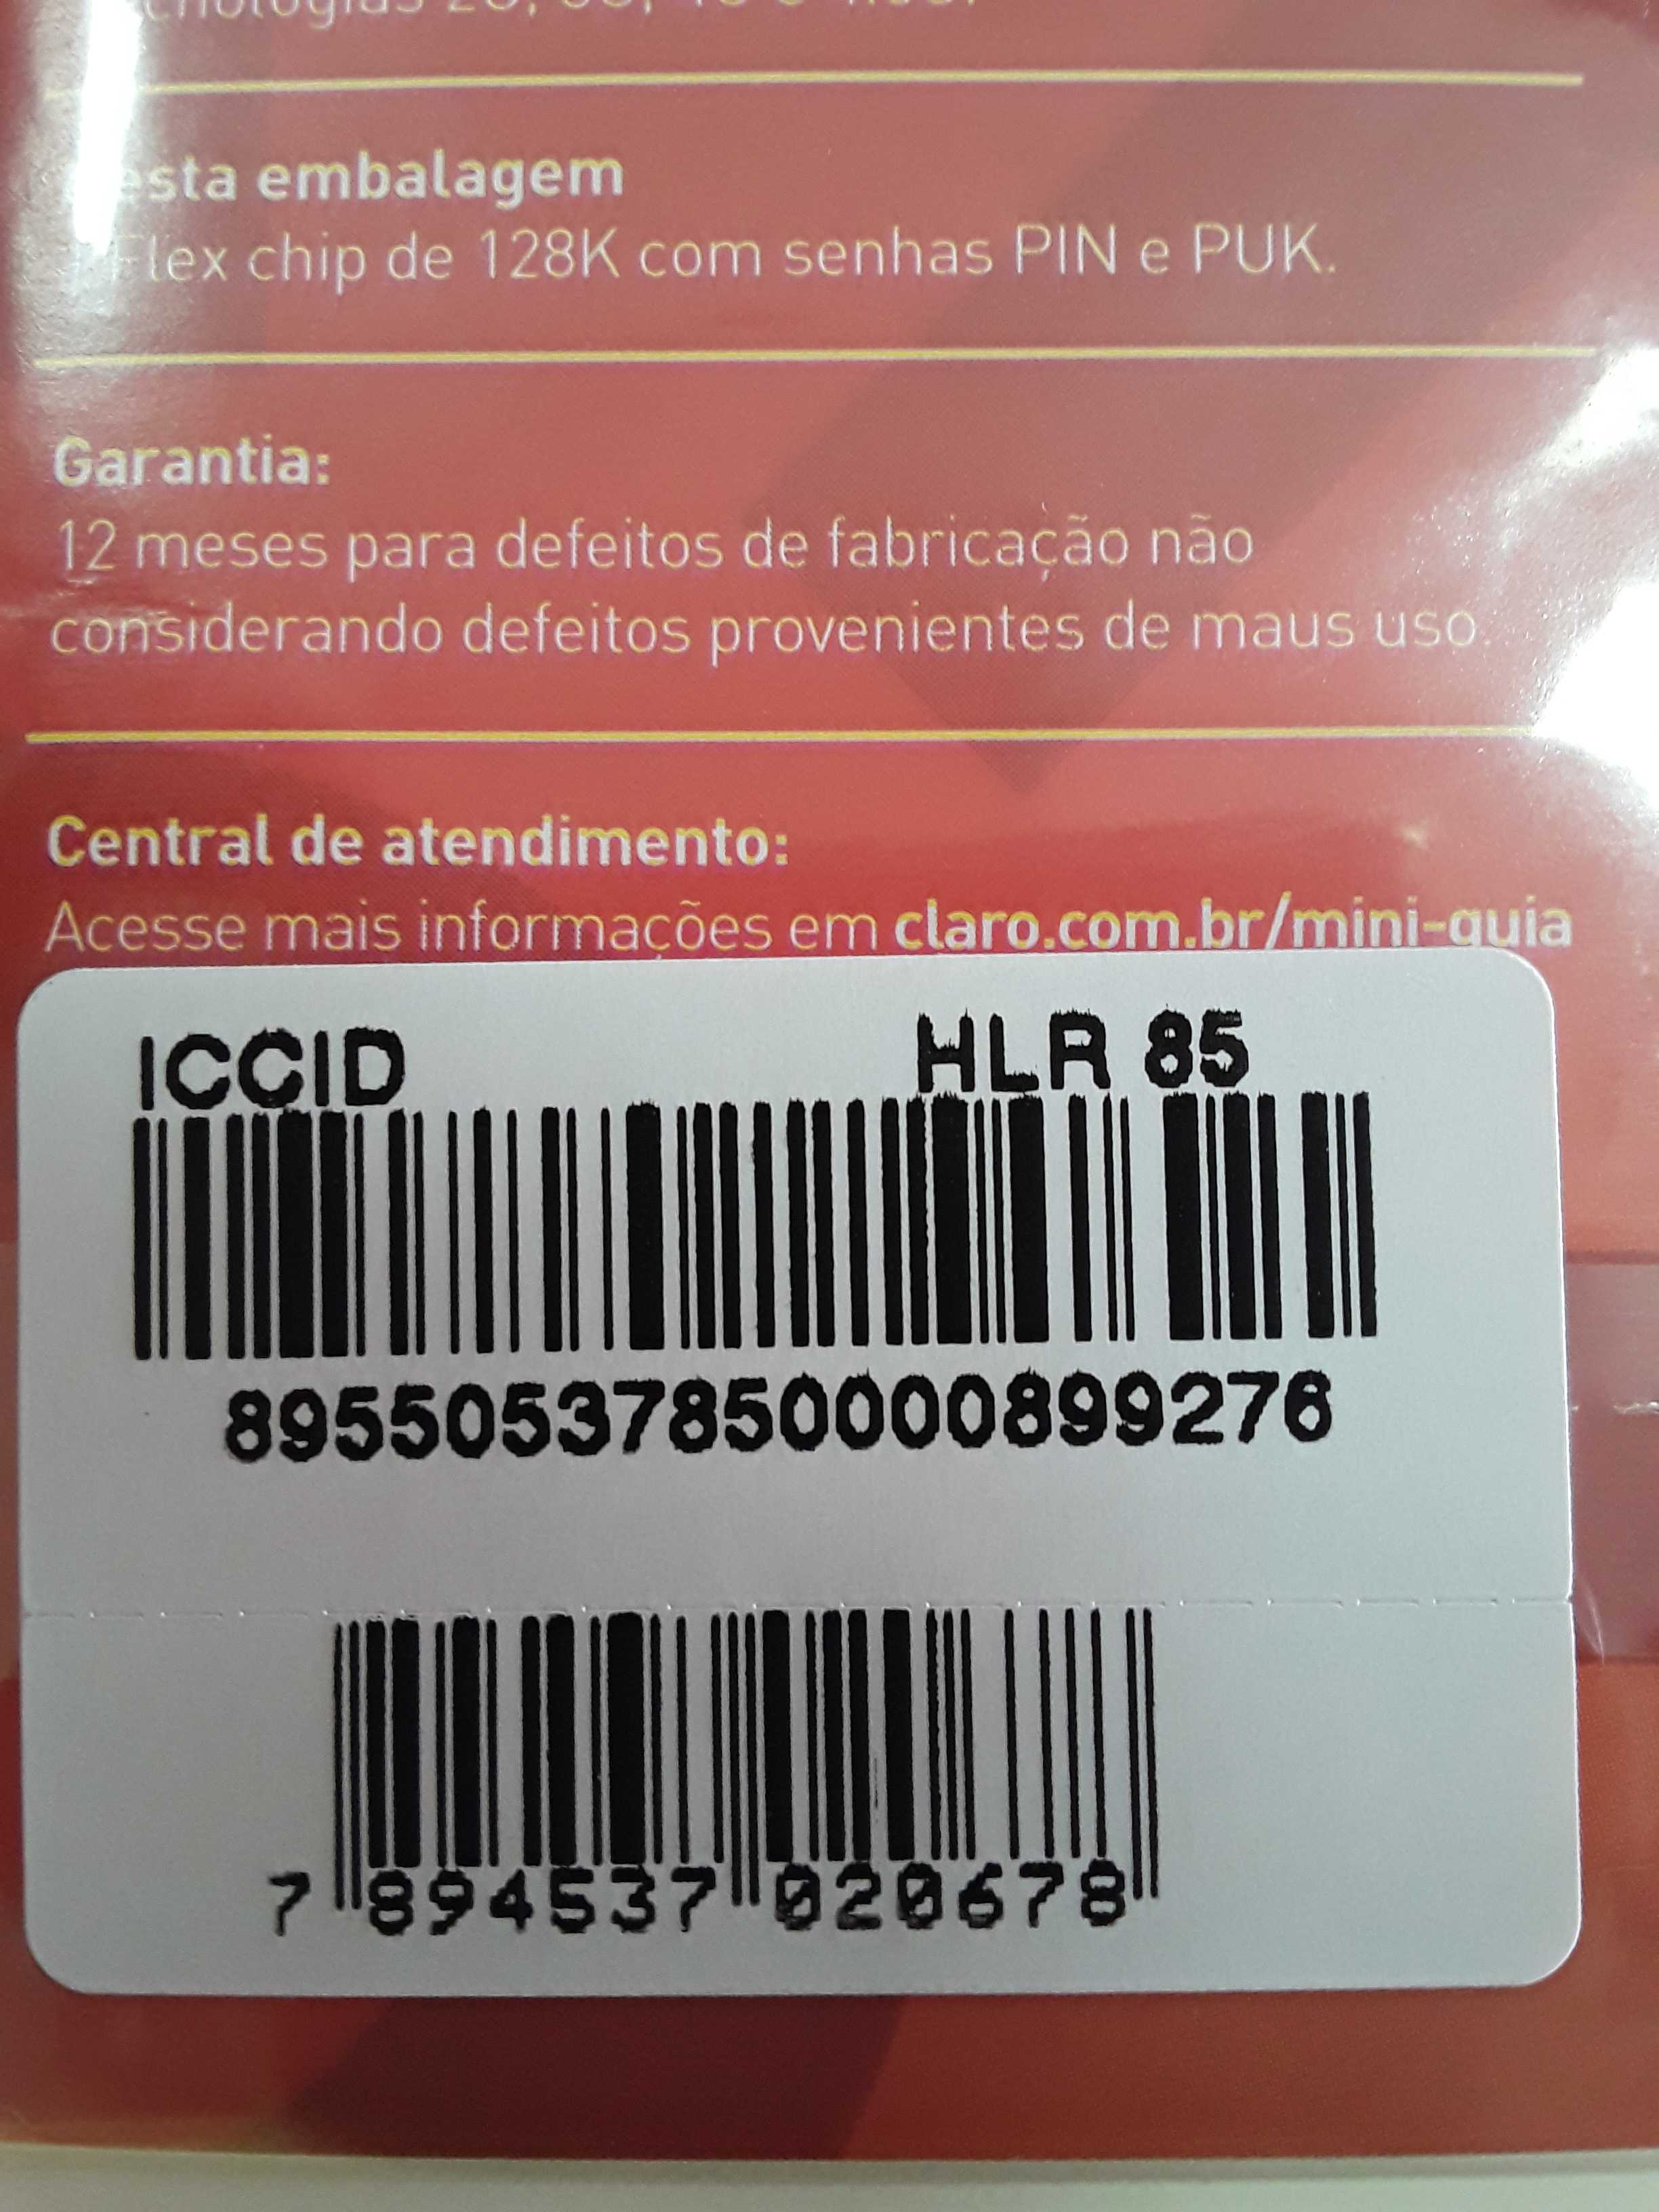 esta embalagem
Flex chip de 128K com senhas PIN e PUK.
Garantia:
12 meses para defeitos de fabricação não
considerando defeitos provenientes de maus uso.
Central de atendimento:
Acesse mais informações em claro.com.br/mini-guia
ICCID HLR 85
89550537850000899276
7 894537 020678